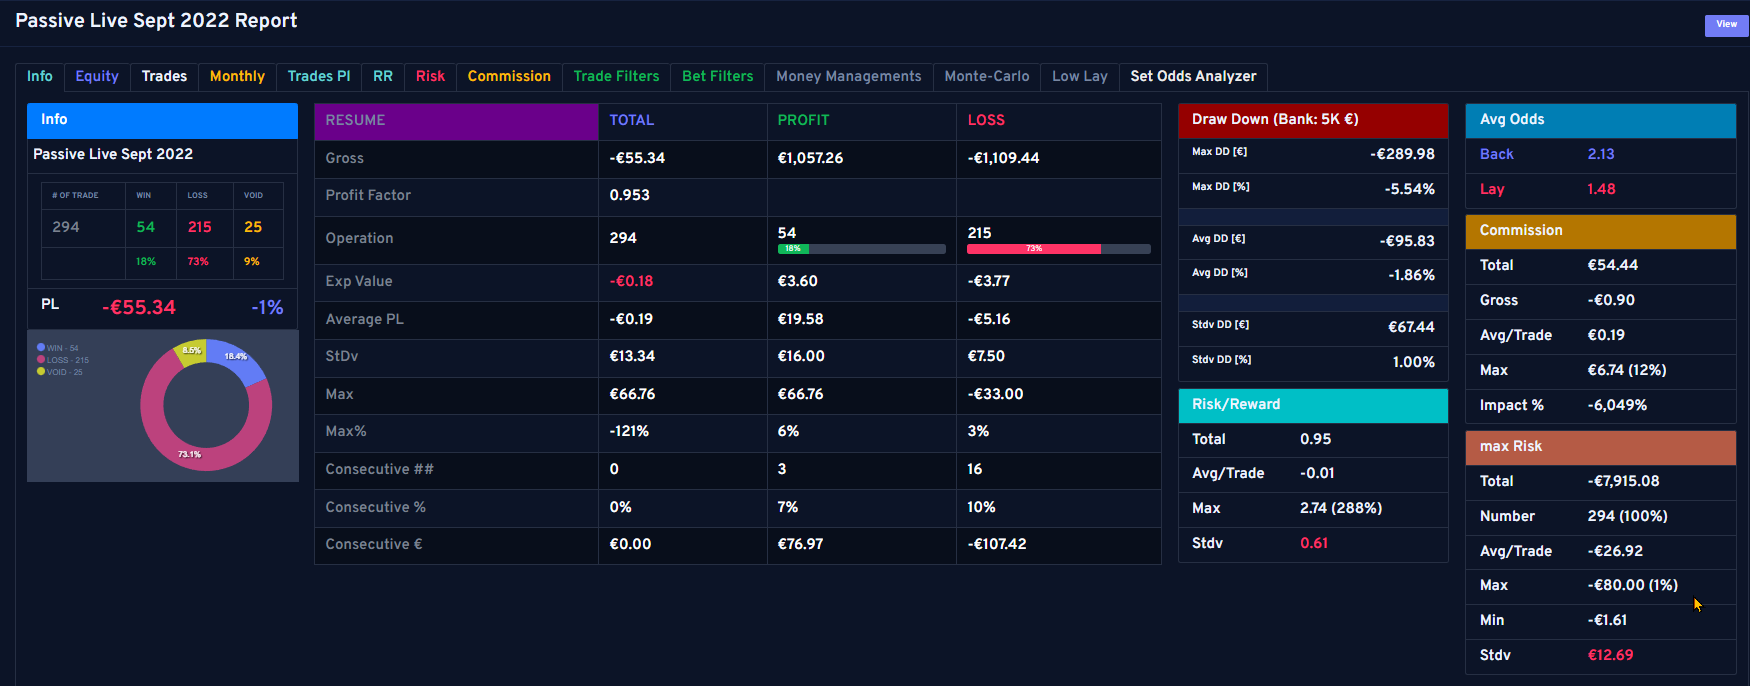 Passive Live Sept 2022 Report
View
Info Equity Trades Monthly Trades Pl RR Risk Commission Trade Filters Bet Filters Money Managements Monte-Carlo Low Lay Set Odds Analyzer
Info
Passive Live Sept 2022
# OF TRADE WIN LOSS VOID
294 54 215 25
18% 73% 9%
PL -€55.34 -1%
WIN - 54
LOSS - 215
VOID - 25
8.5%
18.4%
73.1%
RESUME TOTAL PROFIT LOSS
Gross -€55.34 €1,057.26 -€1,109.44
Profit Factor 0.953
Operation 294 54 215
18% 73%
Exp Value -€0.18 €3.60 -€3.77
Average PL -€0.19 €19.58 -€5.16
StDv €13.34 €16.00 €7.50
Max €66.76 €66.76 -€33.00
Max% -121% 6% 3%
Consecutive ## 0 3 16
Consecutive % 0% 7% 10%
Consecutive € €0.00 €76.97 -€107.42
Draw Down (Bank: 5K €)
Max DD [€] -€289.98
Max DD [%] -5.54%
Avg DD [€] -€95.83
Avg DD [%] -1.86%
Stdv DD [€] €67.44
Stdv DD [%] 1.00%
Risk/Reward
Total 0.95
Avg/Trade -0.01
Max 2.74 (288%)
Stdv 0.61
Avg Odds
Back 2.13
Lay 1.48
Commission
Total €54.44
Gross -€0.90
Avg/Trade €0.19
Max €6.74 (12%)
Impact % -6,049%
max Risk
Total -€7,915.08
Number 294 (100%)
Avg/Trade -€26.92
Max -€80.00 (1%)
Min -€1.61
Stdv €12.69